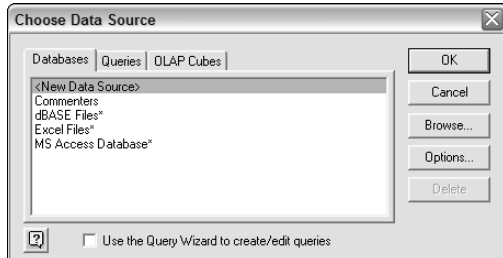 Choose Data Source
Databases Queries OLAP Cubes
<New Data Source>
Commenters
dBASE Files*
Excel Files*
MS Access Database*
OK
Cancel
Browse...
Options...
Delete
Use the Query Wizard to create/edit queries